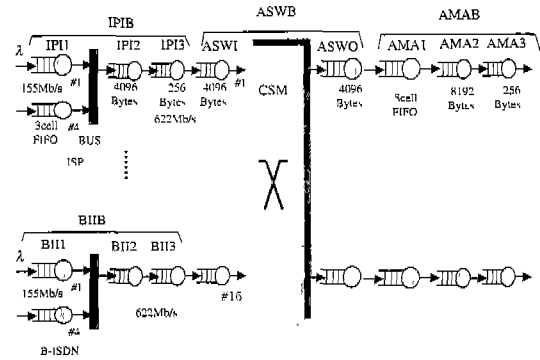 IPIB
ASWB
AMAB
IPI1
IPI2
IPI3
ASWI
ASWO
AMA1
AMA2
AMA3
λ
#1
#1
155Mb/s
4096
Bytes
256
Bytes
4096
Bytes
CSM
4096
Bytes
5cell
FIFO
8192
Bytes
256
Bytes
622Mb/s
3cell
FIFO
#4
BUS
ISP
BIIB
BII1
BII2
BII3
λ
#1
155Mb/s
622Mb/s
#16
#4
B-ISDN